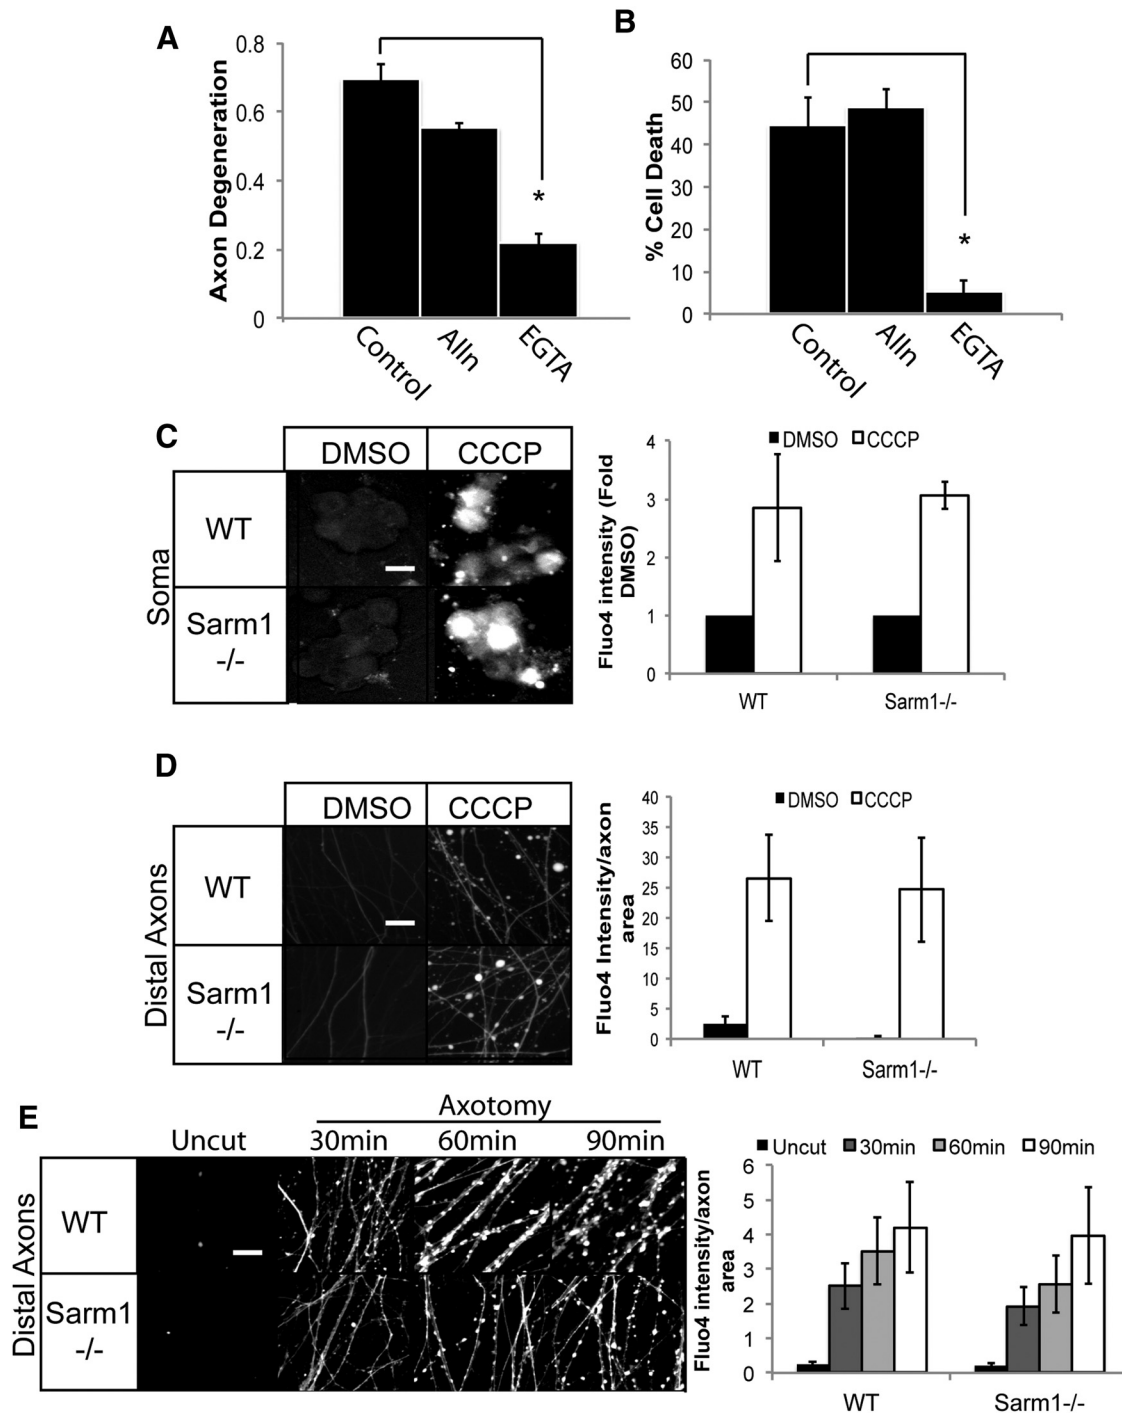 A
0.8
0.6
0.4
0.2
0
Axon Degeneration
*
Control
Alln
EGTA
B
60
50
40
30
20
10
0
% Cell Death
*
Control
Alln
EGTA
C
DMSO
CCCP
Soma
WT
Sarm1
-/-
DMSO
CCCP
4
3
2
1
0
Fluo4 intensity (Fold
DMSO)
WT
Sarm1-/-
D
DMSO
CCCP
Distal Axons
WT
Sarm1
-/-
DMSO
CCCP
40
35
30
25
20
15
10
5
0
Fluo4 Intensity/axon
area
WT
Sarm1-/-
E
Axotomy
Uncut
30min
60min
90min
Distal Axons
WT
Sarm1
-/-
Uncut
30min
60min
90min
6
5
4
3
2
1
0
Fluo4 intensity/axon
area
WT
Sarm1-/-